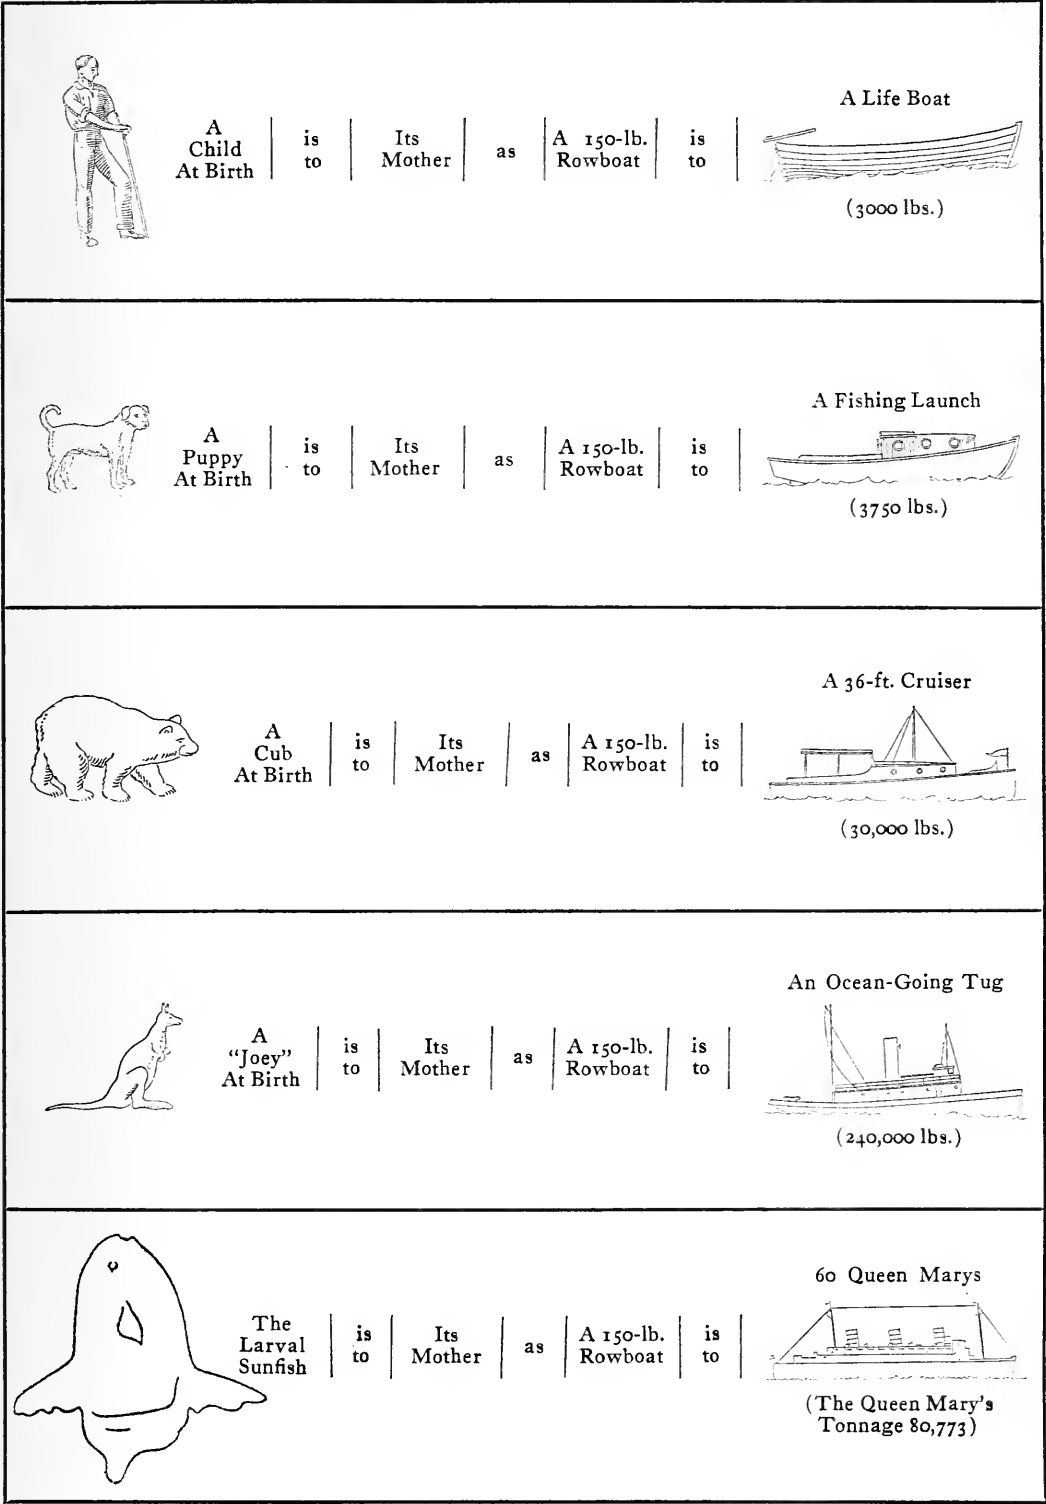 A Life Boat
A
Child
At Birth
is
to
Its
Mother
as
A 150-lb.
Rowboat
is
to
(3000 lbs.)
A Fishing Launch
A
Puppy
At Birth
is
to
Its
Mother
as
A 150-lb.
Rowboat
is
to
(3750 lbs.)
A 36-ft. Cruiser
A
Cub
At Birth
is
to
Its
Mother
as
A 150-lb.
Rowboat
is
to
(30,000 lbs.)
An Ocean-Going Tug
A
"Joey"
At Birth
is
to
Its
Mother
as
A 150-lb.
Rowboat
is
to
(240,000 lbs.)
60 Queen Marys
The
Larval
Sunfish
is
to
Its
Mother
as
A 150-lb.
Rowboat
is
to
(The Queen Mary's
Tonnage 80,773)